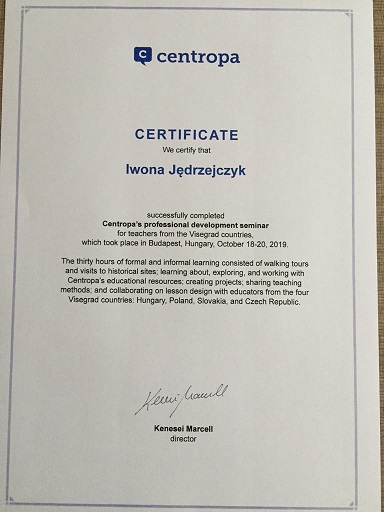 C centropa
CERTIFICATE
We certify that
Iwona Jędrzejczyk
successfully completed
Centropa's professional development seminar
for teachers from the Visegrad countries,
which took place in Budapest, Hungary, October 18-20, 2019.
The thirty hours of formal and informal learning consisted of walking tours
and visits to historical sites; learning about, exploring, and working with
Centropa's educational resources; creating projects; sharing teaching
methods; and collaborating on lesson design with educators from the four
Visegrad countries: Hungary, Poland, Slovakia, and Czech Republic.
Kenesei Marcell
director